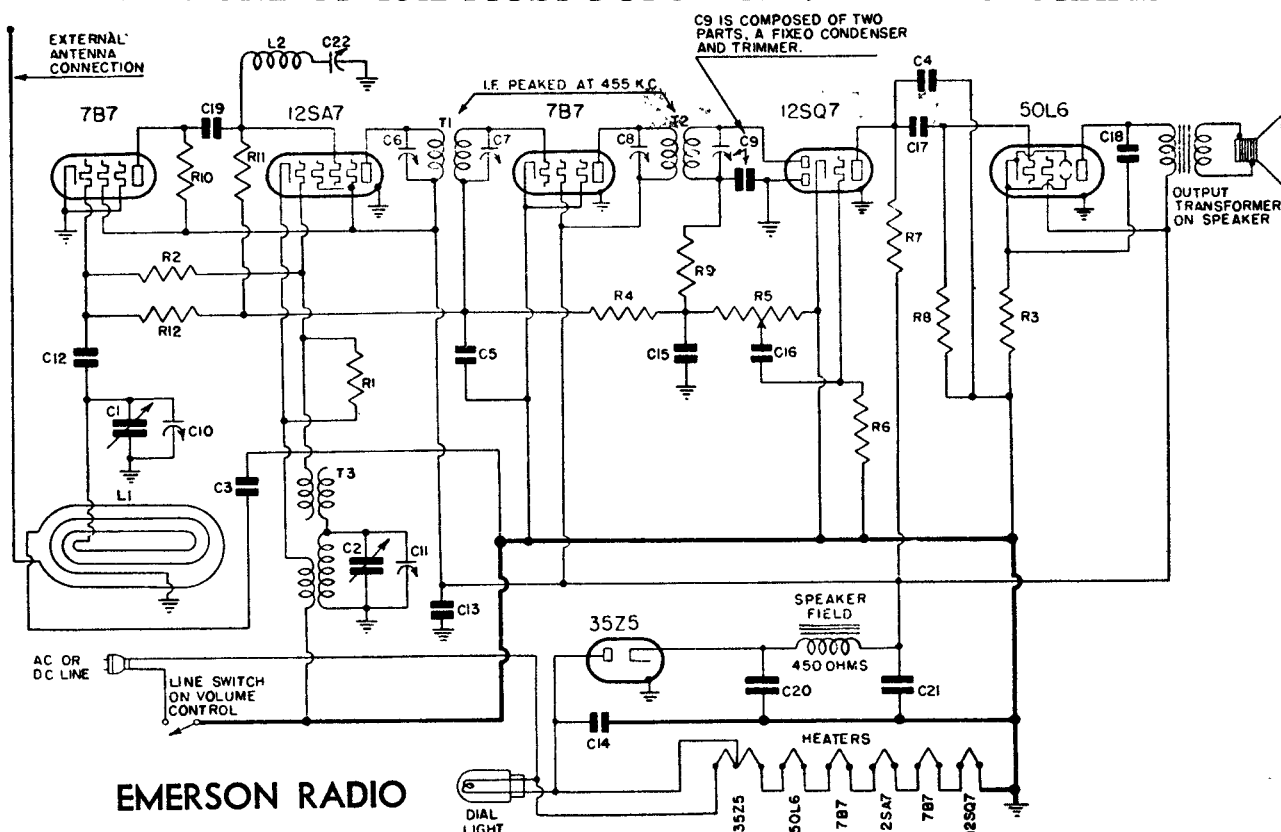 C9 IS COMPOSED OF TWO
PARTS, A FIXED CONDENSER
AND TRIMMER.
EXTERNAL
ANTENNA
CONNECTION
L2
C22
C4
I.F. PEAKED AT 455 K.C.
7B7
C19
12SA7
T1
7B7
T2
12SQ7
50L6
C6
C7
C8
C9
C17
C18
R11
R10
OUTPUT
TRANSFORMER
ON SPEAKER
R2
R9
R7
R12
R4
R5
R8
R3
C12
C5
C15
C16
R1
C1
C10
R6
C3
T3
L1
C2
C11
C13
SPEAKER
FIELD
35Z5
450 OHMS
AC OR
DC LINE
LINE SWITCH
ON VOLUME
CONTROL
C20
C21
C14
HEATERS
EMERSON RADIO
DIAL
LIGHT
35Z5
50L6
7B7
12SA7
7B7
12SQ7